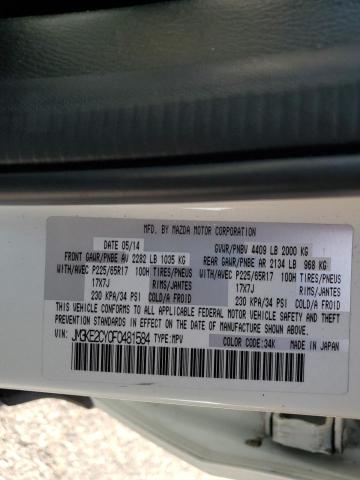 MFD. BY MAZDA MOTOR CORPORATION
DATE 05/14 GVWR/PNBV 4409 LB 2000 KG
FRONT GAWR/PNBE AV 2282 LB 1035 KG REAR GAWR/PNBE AR 2134 LB 968 KG
WITH/AVEC P225/65R17 100H TIRES/PNEUS WITH/AVEC P225/65R17 100H TIRES/PNEUS
17X7J RIMS/JANTES 17X7J RIMS/JANTES
230 KPA/34 PSI COLD/A FROID 230 KPA/34 PSI COLD/A FROID
THIS VEHICLE CONFORMS TO ALL APPLICABLE FEDERAL MOTOR VEHICLE SAFETY, BUMPER,
AND THEFT PREVENTION STANDARDS IN EFFECT ON THE DATE OF MANUFACTURE SHOWN ABOVE.
VIN: JM3KE2CY0F0481584 TYPE:MPV COLOR CODE:34K MADE IN JAPAN